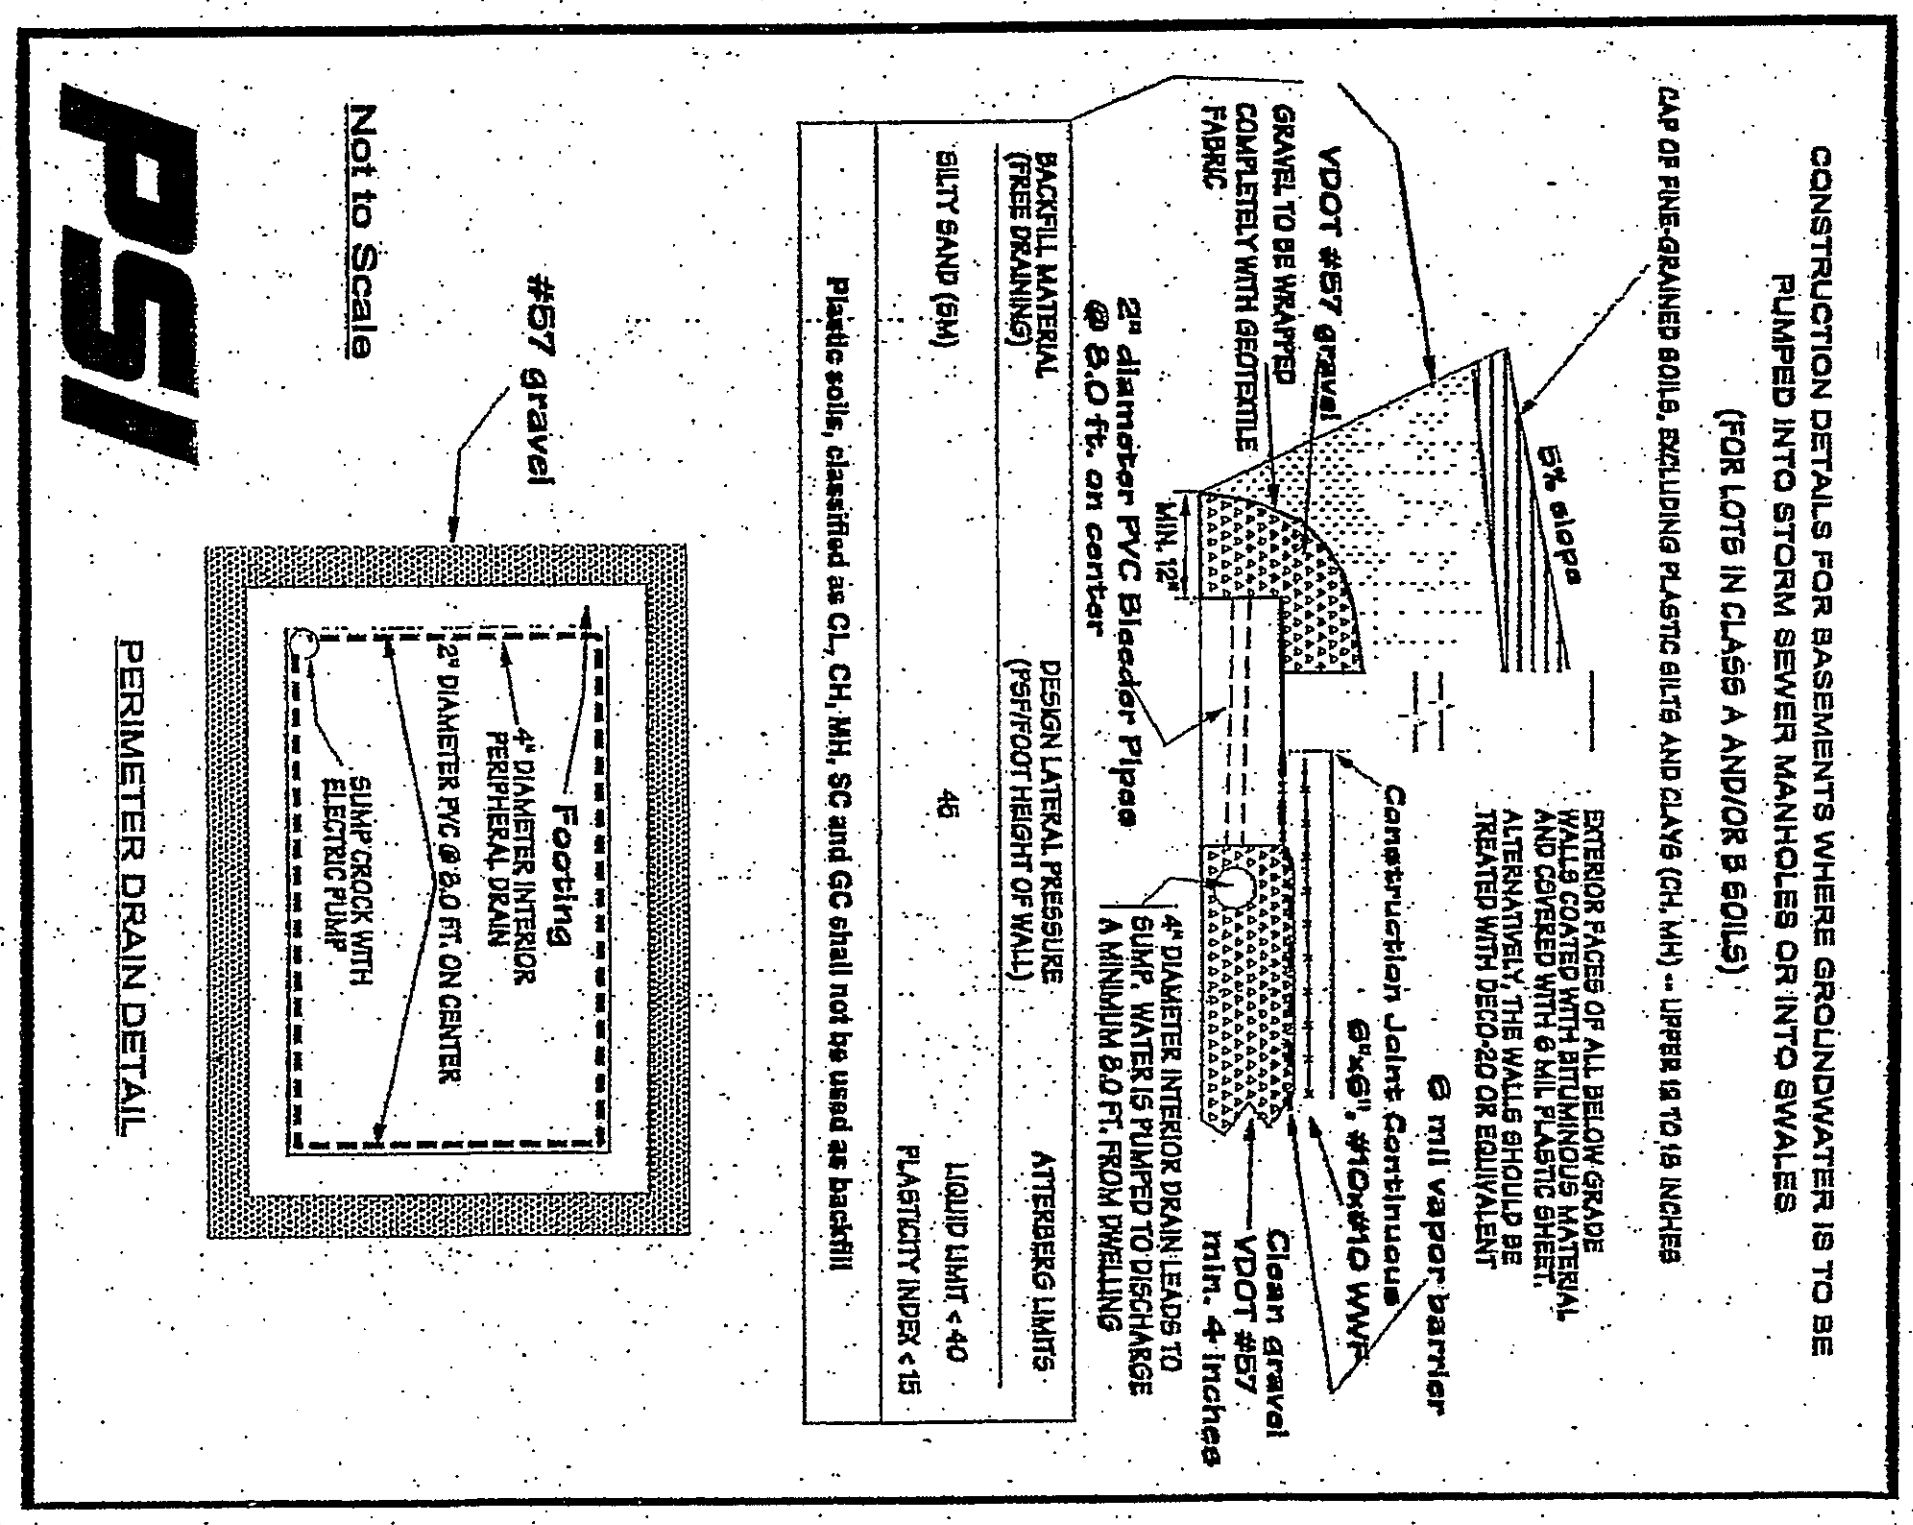 CONSTRUCTION DETAILS FOR BASEMENTS WHERE GROUNDWATER IS TO BE
PUMPED INTO STORM SEWER MANHOLES OR INTO SWALES
(FOR LOTS IN CLASS A AND/OR B SOILS)
CAP OF FINE-GRAINED SOILS, EXCLUDING PLASTIC SILTS AND CLAYS (CH, MH) -- UPPER 12 TO 18 INCHES
5% slope
EXTERIOR FACES OF ALL BELOW GRADE
WALLS COATED WITH BITUMINOUS MATERIAL
AND COVERED WITH 6 MIL PLASTIC SHEET.
ALTERNATIVELY, THE WALLS SHOULD BE
TREATED WITH DECO-20 OR EQUIVALENT
6 mil vapor barrier
Construction Joint Continuous
6"x6", #10x#10 WWF
VDOT #57 gravel
GRAVEL TO BE WRAPPED
COMPLETELY WITH GEOTEXTILE
FABRIC
MIN. 12"
Clean gravel
VDOT #57
min. 4 inches
2" diameter PVC Bleeder Pipes
@ 8.0 ft. on center
4" DIAMETER INTERIOR DRAIN LEADS TO
SUMP. WATER IS PUMPED TO DISCHARGE
A MINIMUM 8.0 FT. FROM DWELLING
BACKFILL MATERIAL
(FREE DRAINING)
DESIGN LATERAL PRESSURE
(PSF/FOOT HEIGHT OF WALL)
ATTERBERG LIMITS
SILTY SAND (SM)
45
LIQUID LIMIT < 40
PLASTICITY INDEX < 15
Plastic soils, classified as CL, CH, MH, SC and GC shall not be used as backfill
#57 gravel
Footing
4" DIAMETER INTERIOR
PERIPHERAL DRAIN
2" DIAMETER PVC @ 8.0 FT. ON CENTER
SUMP CROCK WITH
ELECTRIC PUMP
Not to Scale
PERIMETER DRAIN DETAIL
PSI